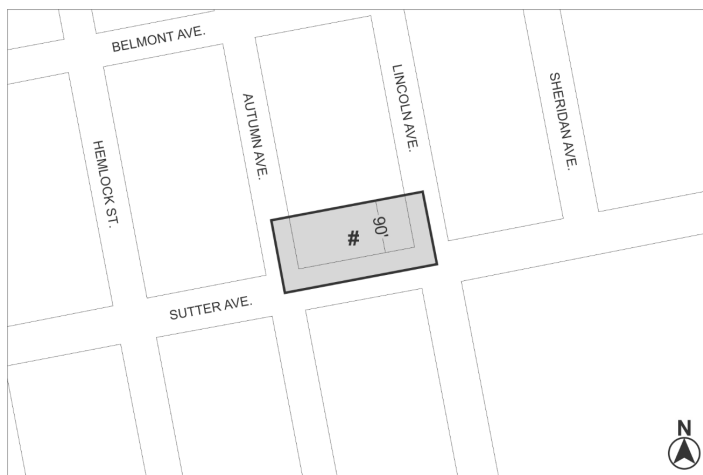 BELMONT AVE.
HEMLOCK ST.
AUTUMN AVE.
LINCOLN AVE.
SHERIDAN AVE.
90'
#
SUTTER AVE.
N